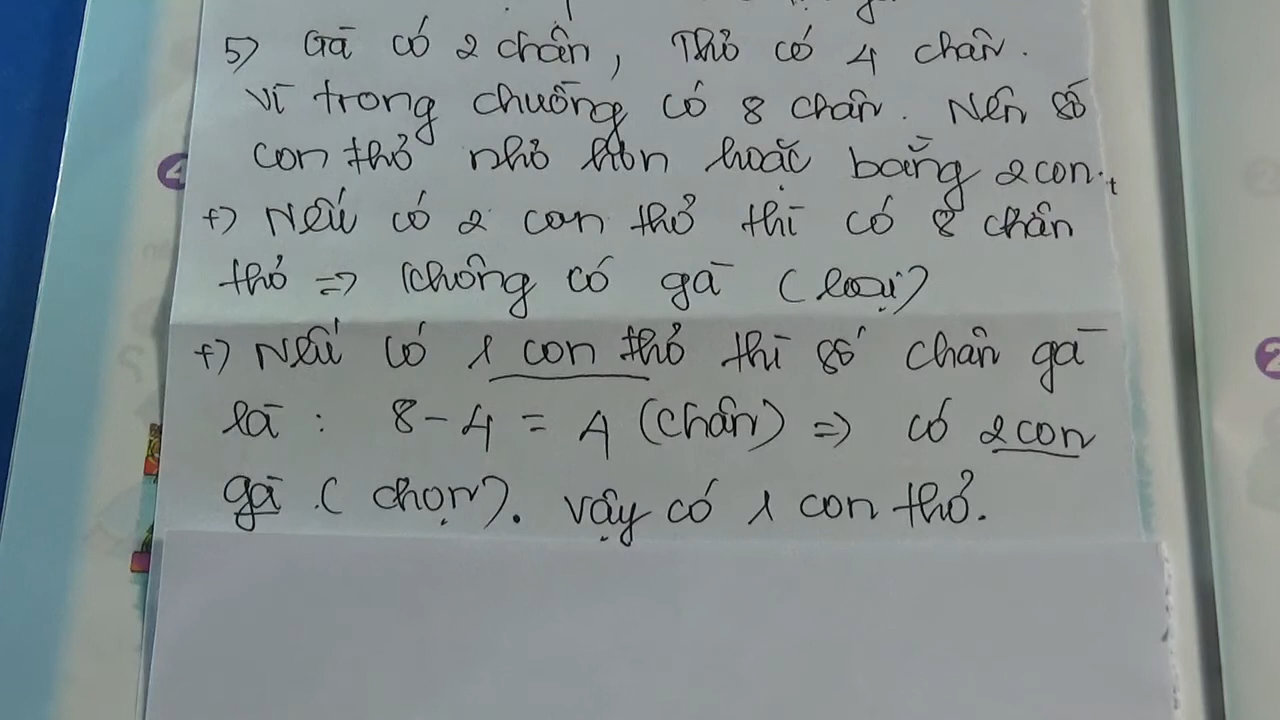 5) Gà có 2 chân, Thỏ có 4 chân.
Vì trong chuồng có 8 chân. Nên số
con thỏ nhỏ hơn hoặc bằng 2 con.
+) Nếu có 2 con thỏ thì có 8 chân
thỏ => không có gà (loại)
+) Nếu có 1 con thỏ thì số chân gà
là : 8 - 4 = 4 (chân) => có 2 con
gà (chọn). Vậy có 1 con thỏ.
4
2